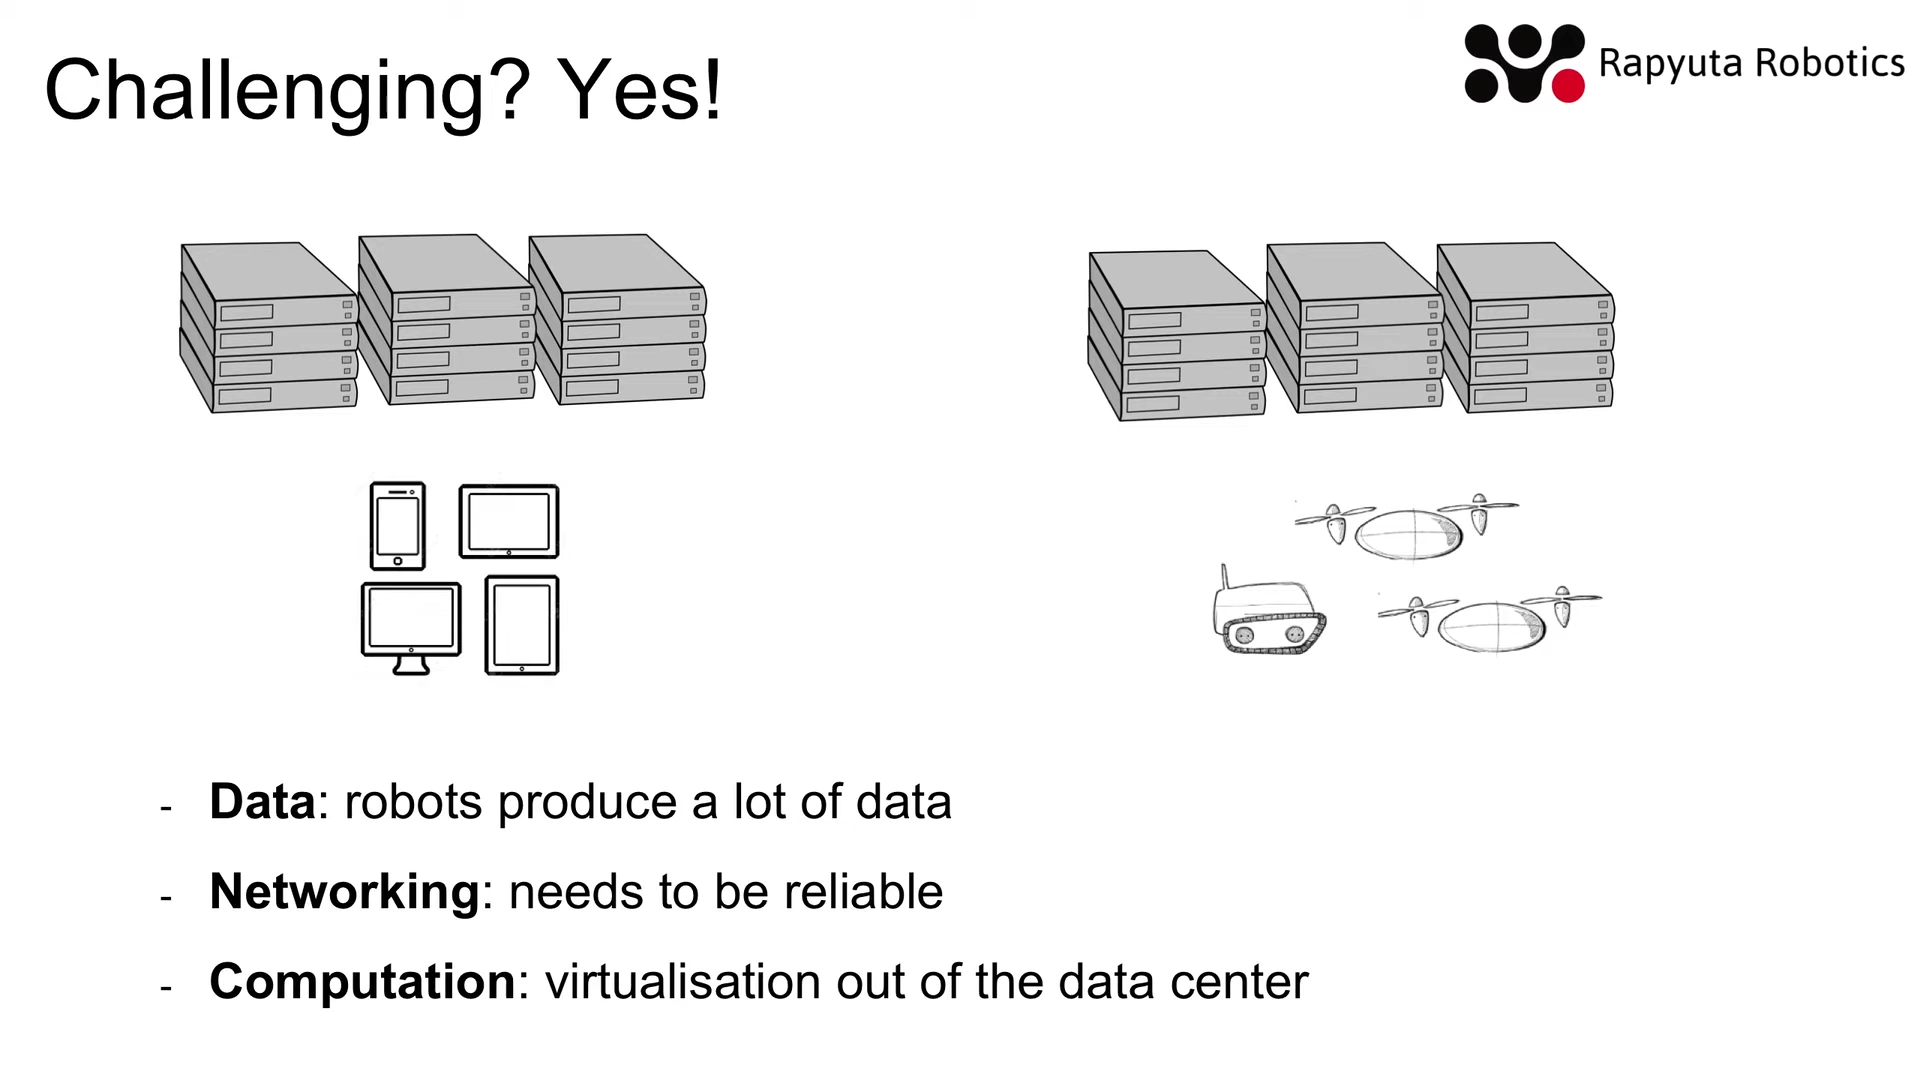 Challenging? Yes!
Rapyuta Robotics
- Data: robots produce a lot of data
- Networking: needs to be reliable
- Computation: virtualisation out of the data center